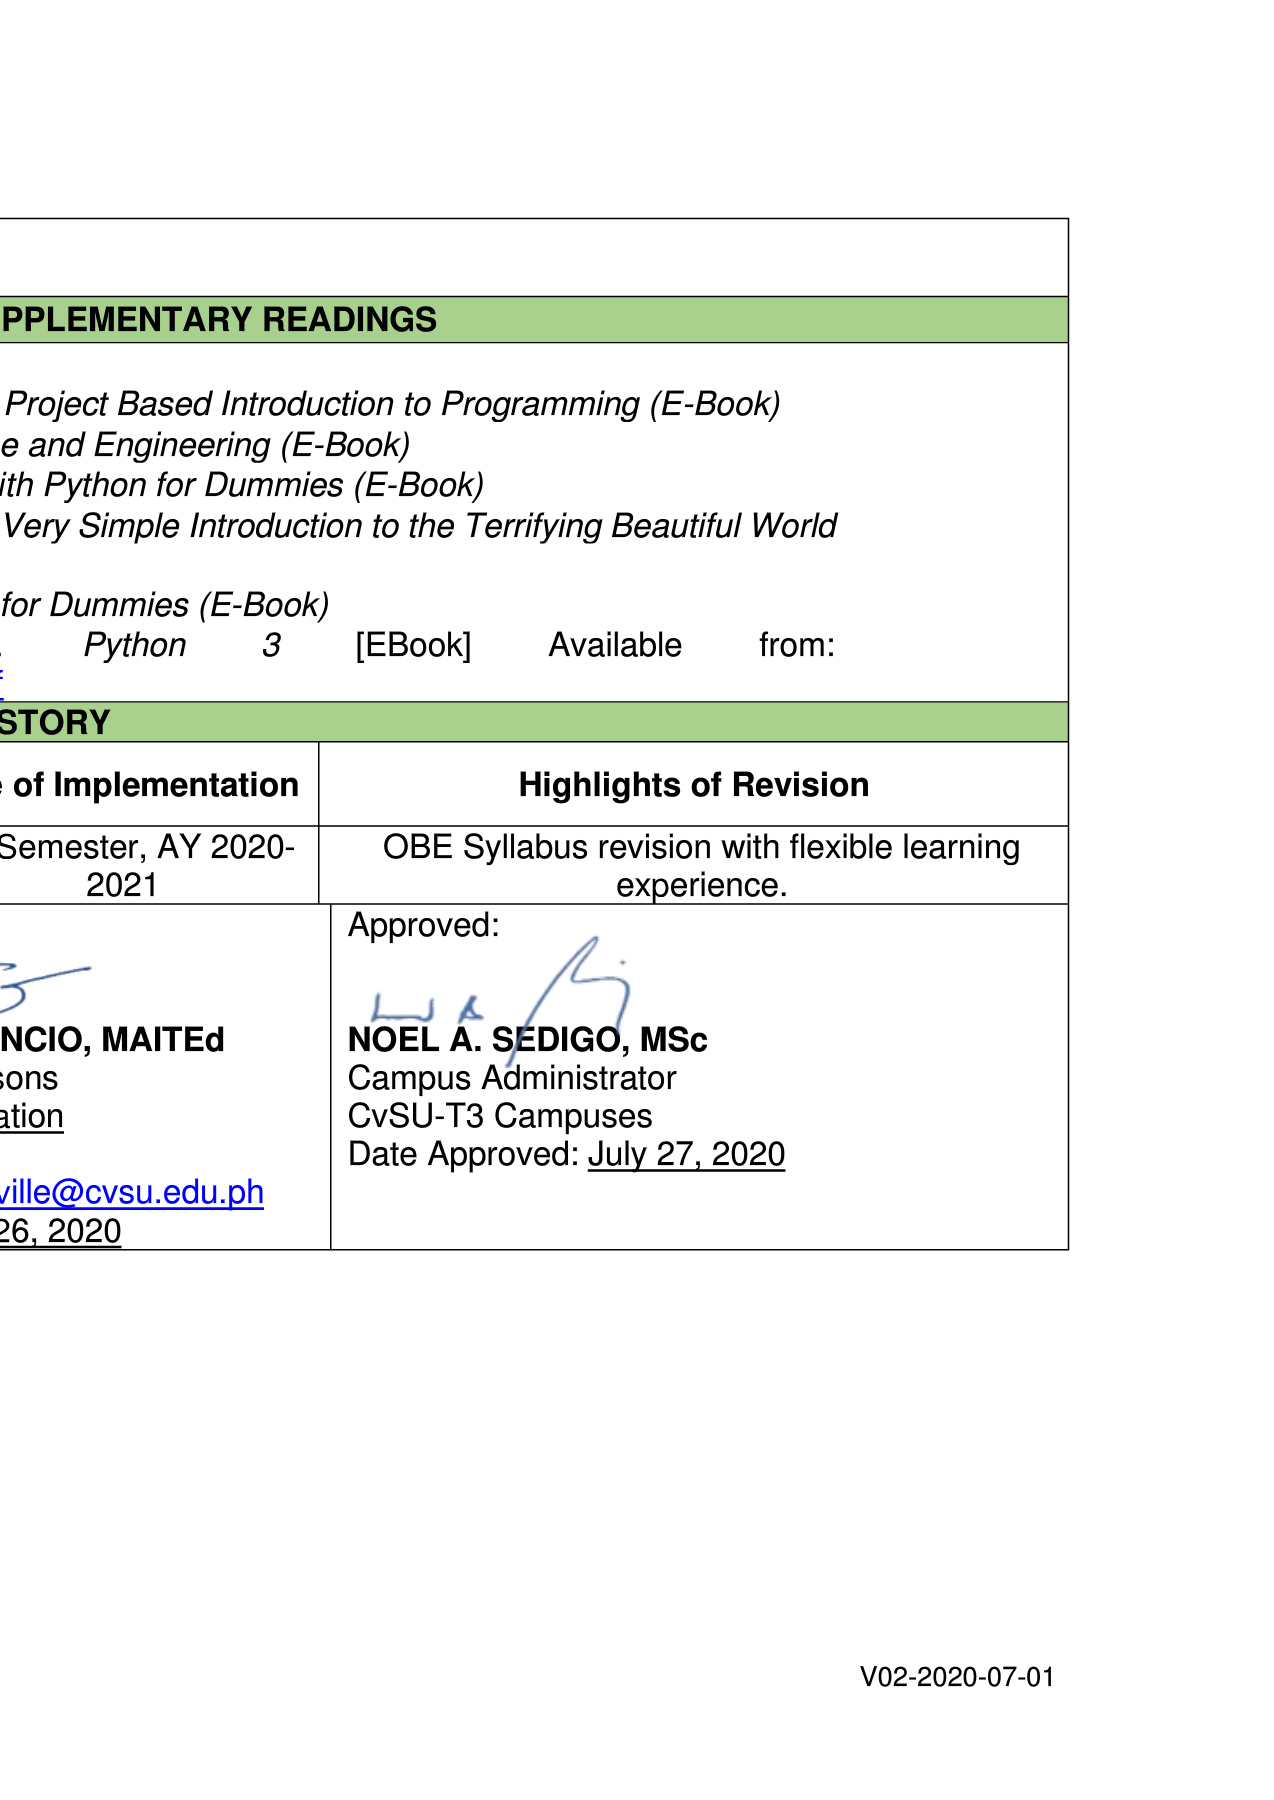 PPLEMENTARY READINGS
Project Based Introduction to Programming (E-Book)
e and Engineering (E-Book)
ith Python for Dummies (E-Book)
Very Simple Introduction to the Terrifying Beautiful World
for Dummies (E-Book)
. Python 3 [EBook] Available from:
STORY
e of Implementation
Highlights of Revision
Semester, AY 2020-
2021
OBE Syllabus revision with flexible learning
experience.
NCIO, MAITEd
sons
ation
ville@cvsu.edu.ph
26, 2020
Approved:
NOEL A. SEDIGO, MSc
Campus Administrator
CvSU-T3 Campuses
Date Approved: July 27, 2020
V02-2020-07-01